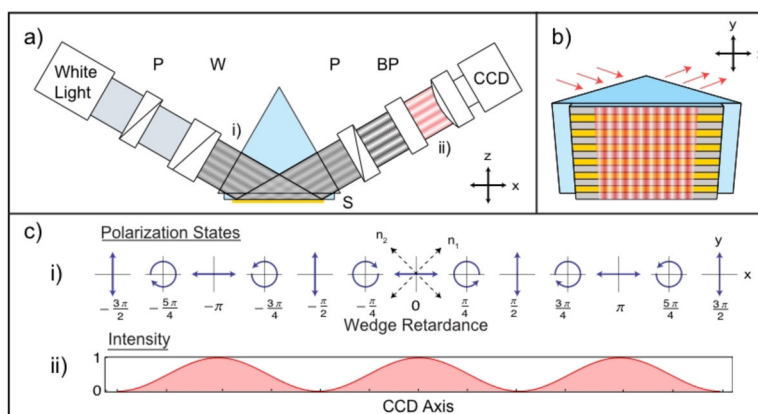 a)
White
Light
P
W
P
BP
CCD
i)
ii)
S
z
x
b)
y
c)
Polarization States
i)
n₂
n₁
y
x
-3π/2
-5π/4
-π
-3π/4
-π/2
-π/4
0
π/4
π/2
3π/4
π
5π/4
3π/2
Wedge Retardance
Intensity
ii)
1
0
CCD Axis